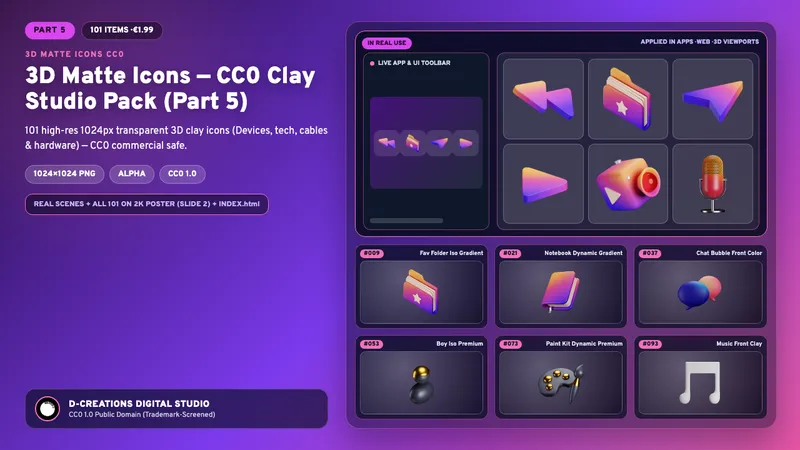 PART 5
101 ITEMS ·€1.99
3D MATTE ICONS CC0
3D Matte Icons — CC0 Clay
Studio Pack (Part 5)
101 high-res 1024px transparent 3D clay icons (Devices, tech, cables
& hardware) — CC0 commercial safe.
1024×1024 PNG
ALPHA
CC0 1.0
REAL SCENES + ALL 101 ON 2K POSTER (SLIDE 2) + INDEX.html
D-CREATIONS DIGITAL STUDIO
CC0 1.0 Public Domain (Trademark-Screened)
IN REAL USE
APPLIED IN APPS ·WEB ·3D VIEWPORTS
LIVE APP & UI TOOLBAR
#009
Fav Folder Iso Gradient
#021
Notebook Dynamic Gradient
#037
Chat Bubble Front Color
#053
Boy Iso Premium
#073
Paint Kit Dynamic Premium
#093
Music Front Clay